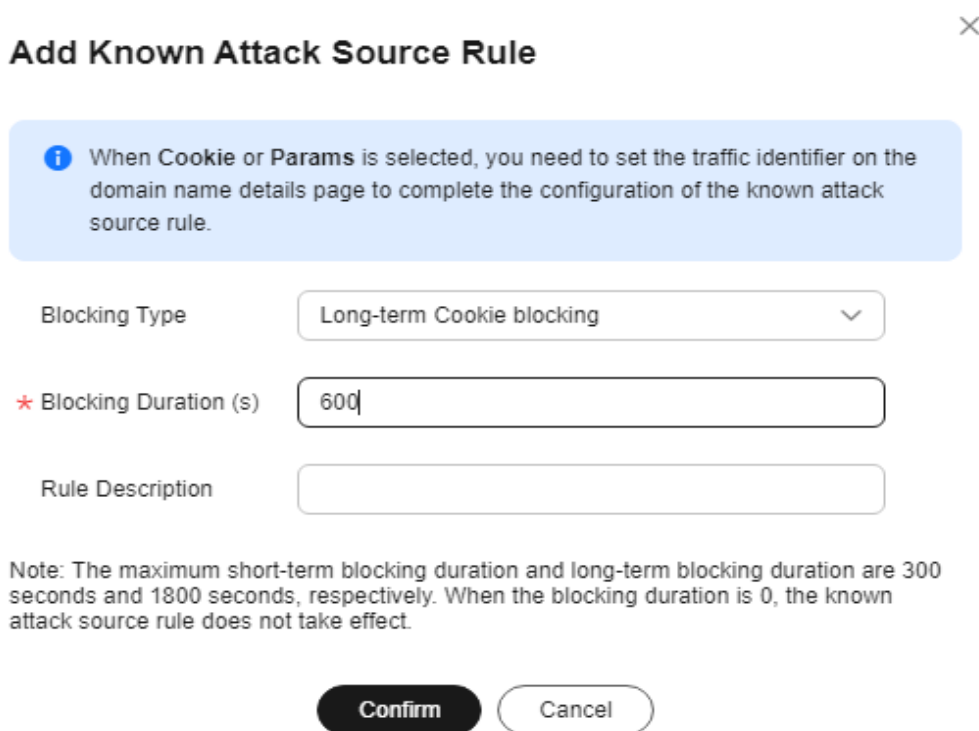 Add Known Attack Source Rule
When Cookie or Params is selected, you need to set the traffic identifier on the
domain name details page to complete the configuration of the known attack
source rule.
Blocking Type
Long-term Cookie blocking
* Blocking Duration (s)
600
Rule Description
Note: The maximum short-term blocking duration and long-term blocking duration are 300
seconds and 1800 seconds, respectively. When the blocking duration is 0, the known
attack source rule does not take effect.
Confirm
Cancel